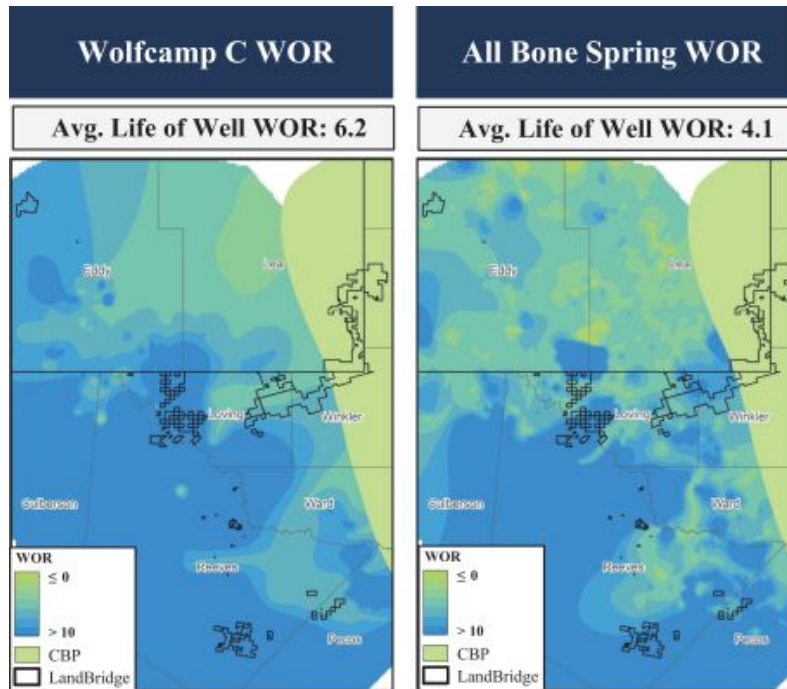 Wolfcamp C WOR
Avg. Life of Well WOR: 6.2
Eddy
Lea
Loving
Winkler
Culberson
Ward
Reeves
Pecos
WOR
≤ 0
> 10
CBP
LandBridge
All Bone Spring WOR
Avg. Life of Well WOR: 4.1
Eddy
Lea
Loving
Winkler
Culberson
Ward
Reeves
Pecos
WOR
≤ 0
> 10
CBP
LandBridge